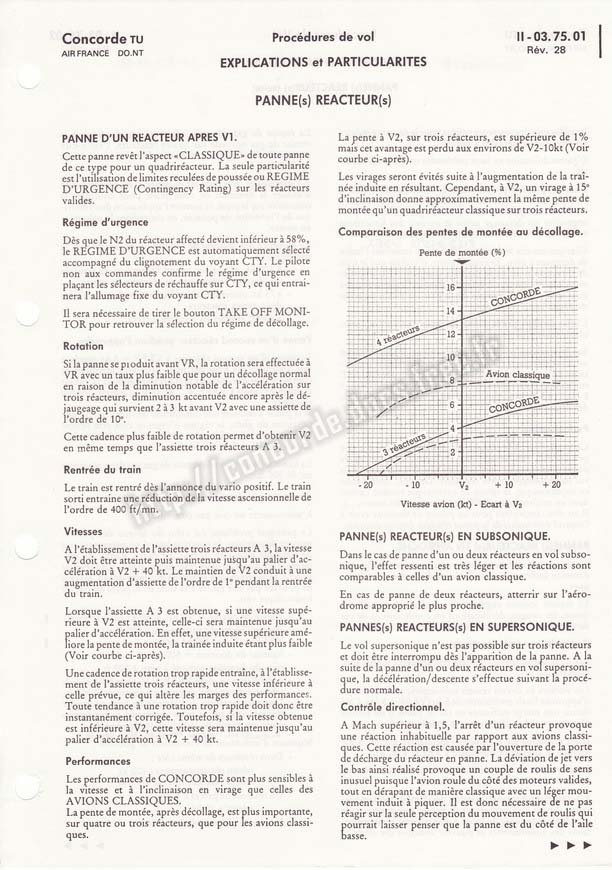 Concorde TU
AIR FRANCE DO.NT
Procédures de vol
EXPLICATIONS et PARTICULARITES
PANNE(s) REACTEUR(s)
II - 03.75.01
Rév. 28
PANNE D'UN REACTEUR APRES V1.
Cette panne revêt l'aspect «CLASSIQUE» de toute panne
de ce type pour un quadriréacteur. La seule particularité
est l'utilisation de limites reculées de poussée ou REGIME
D'URGENCE (Contingency Rating) sur les réacteurs
valides.
Régime d'urgence
Dès que le N2 du réacteur affecté devient inférieur à 58%,
le REGIME D'URGENCE est automatiquement sélecté
accompagné du clignotement du voyant CTY. Le pilote
non aux commandes confirme le régime d'urgence en
plaçant les sélecteurs de réchauffe sur CTY, ce qui entrai-
nera l'allumage fixe du voyant CTY.
Il sera nécessaire de tirer le bouton TAKE OFF MONI-
TOR pour retrouver la sélection du régime de décollage.
Rotation
Si la panne se produit avant VR, la rotation sera effectuée à
VR avec un taux plus faible que pour un décollage normal
en raison de la diminution notable de l'accélération sur
trois réacteurs, diminution accentuée encore après le dé-
jaugeage qui survient 2 à 3 kt avant V2 avec une assiette de
l'ordre de 10°.
Cette cadence plus faible de rotation permet d'obtenir V2
en même temps que l'assiette trois réacteurs A 3.
Rentrée du train
Le train est rentré dès l'annonce du vario positif. Le train
sorti entraine une réduction de la vitesse ascensionnelle de
l'ordre de 400 ft/mn.
Vitesses
A l'établissement de l'assiette trois réacteurs A 3, la vitesse
V2 doit être atteinte puis maintenue jusqu'au palier d'ac-
célération à V2 + 40 kt. Le maintien de V2 conduit à une
augmentation d'assiette de l'ordre de 1° pendant la rentrée
du train.
Lorsque l'assiette A 3 est obtenue, si une vitesse supé-
rieure à V2 est atteinte, celle-ci sera maintenue jusqu'au
palier d'accélération. En effet, une vitesse supérieure amé-
liore la pente de montée, la trainée induite étant plus faible
(Voir courbe ci-après).
Une cadence de rotation trop rapide entraîne, à l'établisse-
ment de l'assiette trois réacteurs, une vitesse inférieure à
celle prévue, ce qui altère les marges des performances.
Toute tendance à une rotation trop rapide doit donc être
instantanément corrigée. Toutefois, si la vitesse obtenue
est inférieure à V2, cette vitesse sera maintenue jusqu'au
palier d'accélération à V2 + 40 kt.
Performances
Les performances de CONCORDE sont plus sensibles à
la vitesse et à l'inclinaison en virage que celles des
AVIONS CLASSIQUES.
La pente de montée, après décollage, est plus importante,
sur quatre ou trois réacteurs, que pour les avions classi-
ques.
La pente à V2, sur trois réacteurs, est supérieure de 1%
mais cet avantage est perdu aux environs de V2-10kt (Voir
courbe ci-après).
Les virages seront évités suite à l'augmentation de la traî-
née induite en résultant. Cependant, à V2, un virage à 15°
d'inclinaison donne approximativement la même pente de
montée qu'un quadriréacteur classique sur trois réacteurs.
Comparaison des pentes de montée au décollage.
Pente de montée (%)
16
14
12
10
8
6
4
2
CONCORDE
4 réacteurs
Avion classique
CONCORDE
3 réacteurs
- 20 - 10 V2 + 10 + 20
Vitesse avion (kt) - Ecart à V2
PANNE(s) REACTEUR(s) EN SUBSONIQUE.
Dans le cas de panne d'un ou deux réacteurs en vol subso-
nique, l'effet ressenti est très léger et les réactions sont
comparables à celles d'un avion classique.
En cas de panne de deux réacteurs, atterrir sur l'aéro-
drome approprié le plus proche.
PANNES(s) REACTEURS(s) EN SUPERSONIQUE.
Le vol supersonique n'est pas possible sur trois réacteurs
et doit être interrompu dès l'apparition de la panne. A la
suite de la panne d'un ou deux réacteurs en vol supersoni-
que, la décélération/descente s'effectue suivant la procé-
dure normale.
Contrôle directionnel.
A Mach supérieur à 1,5, l'arrêt d'un réacteur provoque
une réaction inhabituelle par rapport aux avions classi-
ques. Cette réaction est causée par l'ouverture de la porte
de décharge du réacteur en panne. La déviation de jet vers
le bas ainsi réalisé provoque un couple de roulis de sens
inusuel puisque l'avion roule du côté des moteurs valides,
tout en dérapant de manière classique avec un léger mou-
vement induit à piquer. Il est donc nécessaire de ne pas
réagir sur la seule perception du mouvement de roulis qui
pourrait laisser penser que la panne est du côté de l'aile
basse.